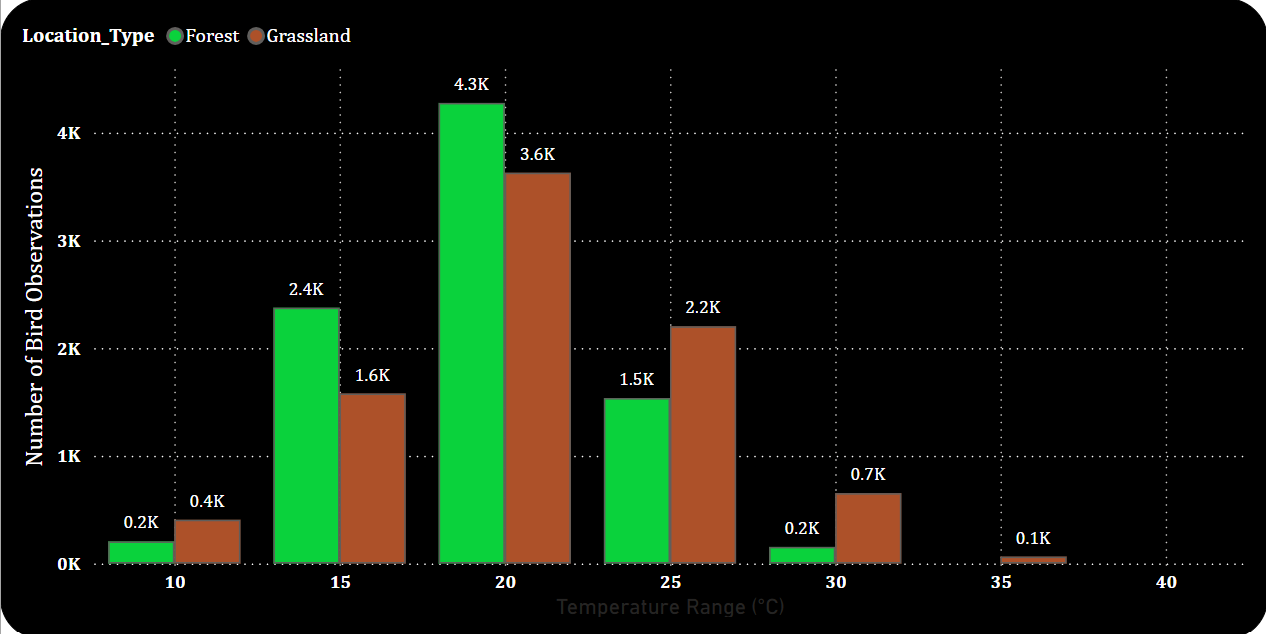 Location_Type Forest Grassland
4.3K
4K
3.6K
3K
2.4K
2.2K
2K
1.6K
1.5K
1K
0.7K
0.4K
0.2K
0.2K
0.1K
0K
10 15 20 25 30 35 40
Temperature Range (°C)
Number of Bird Observations